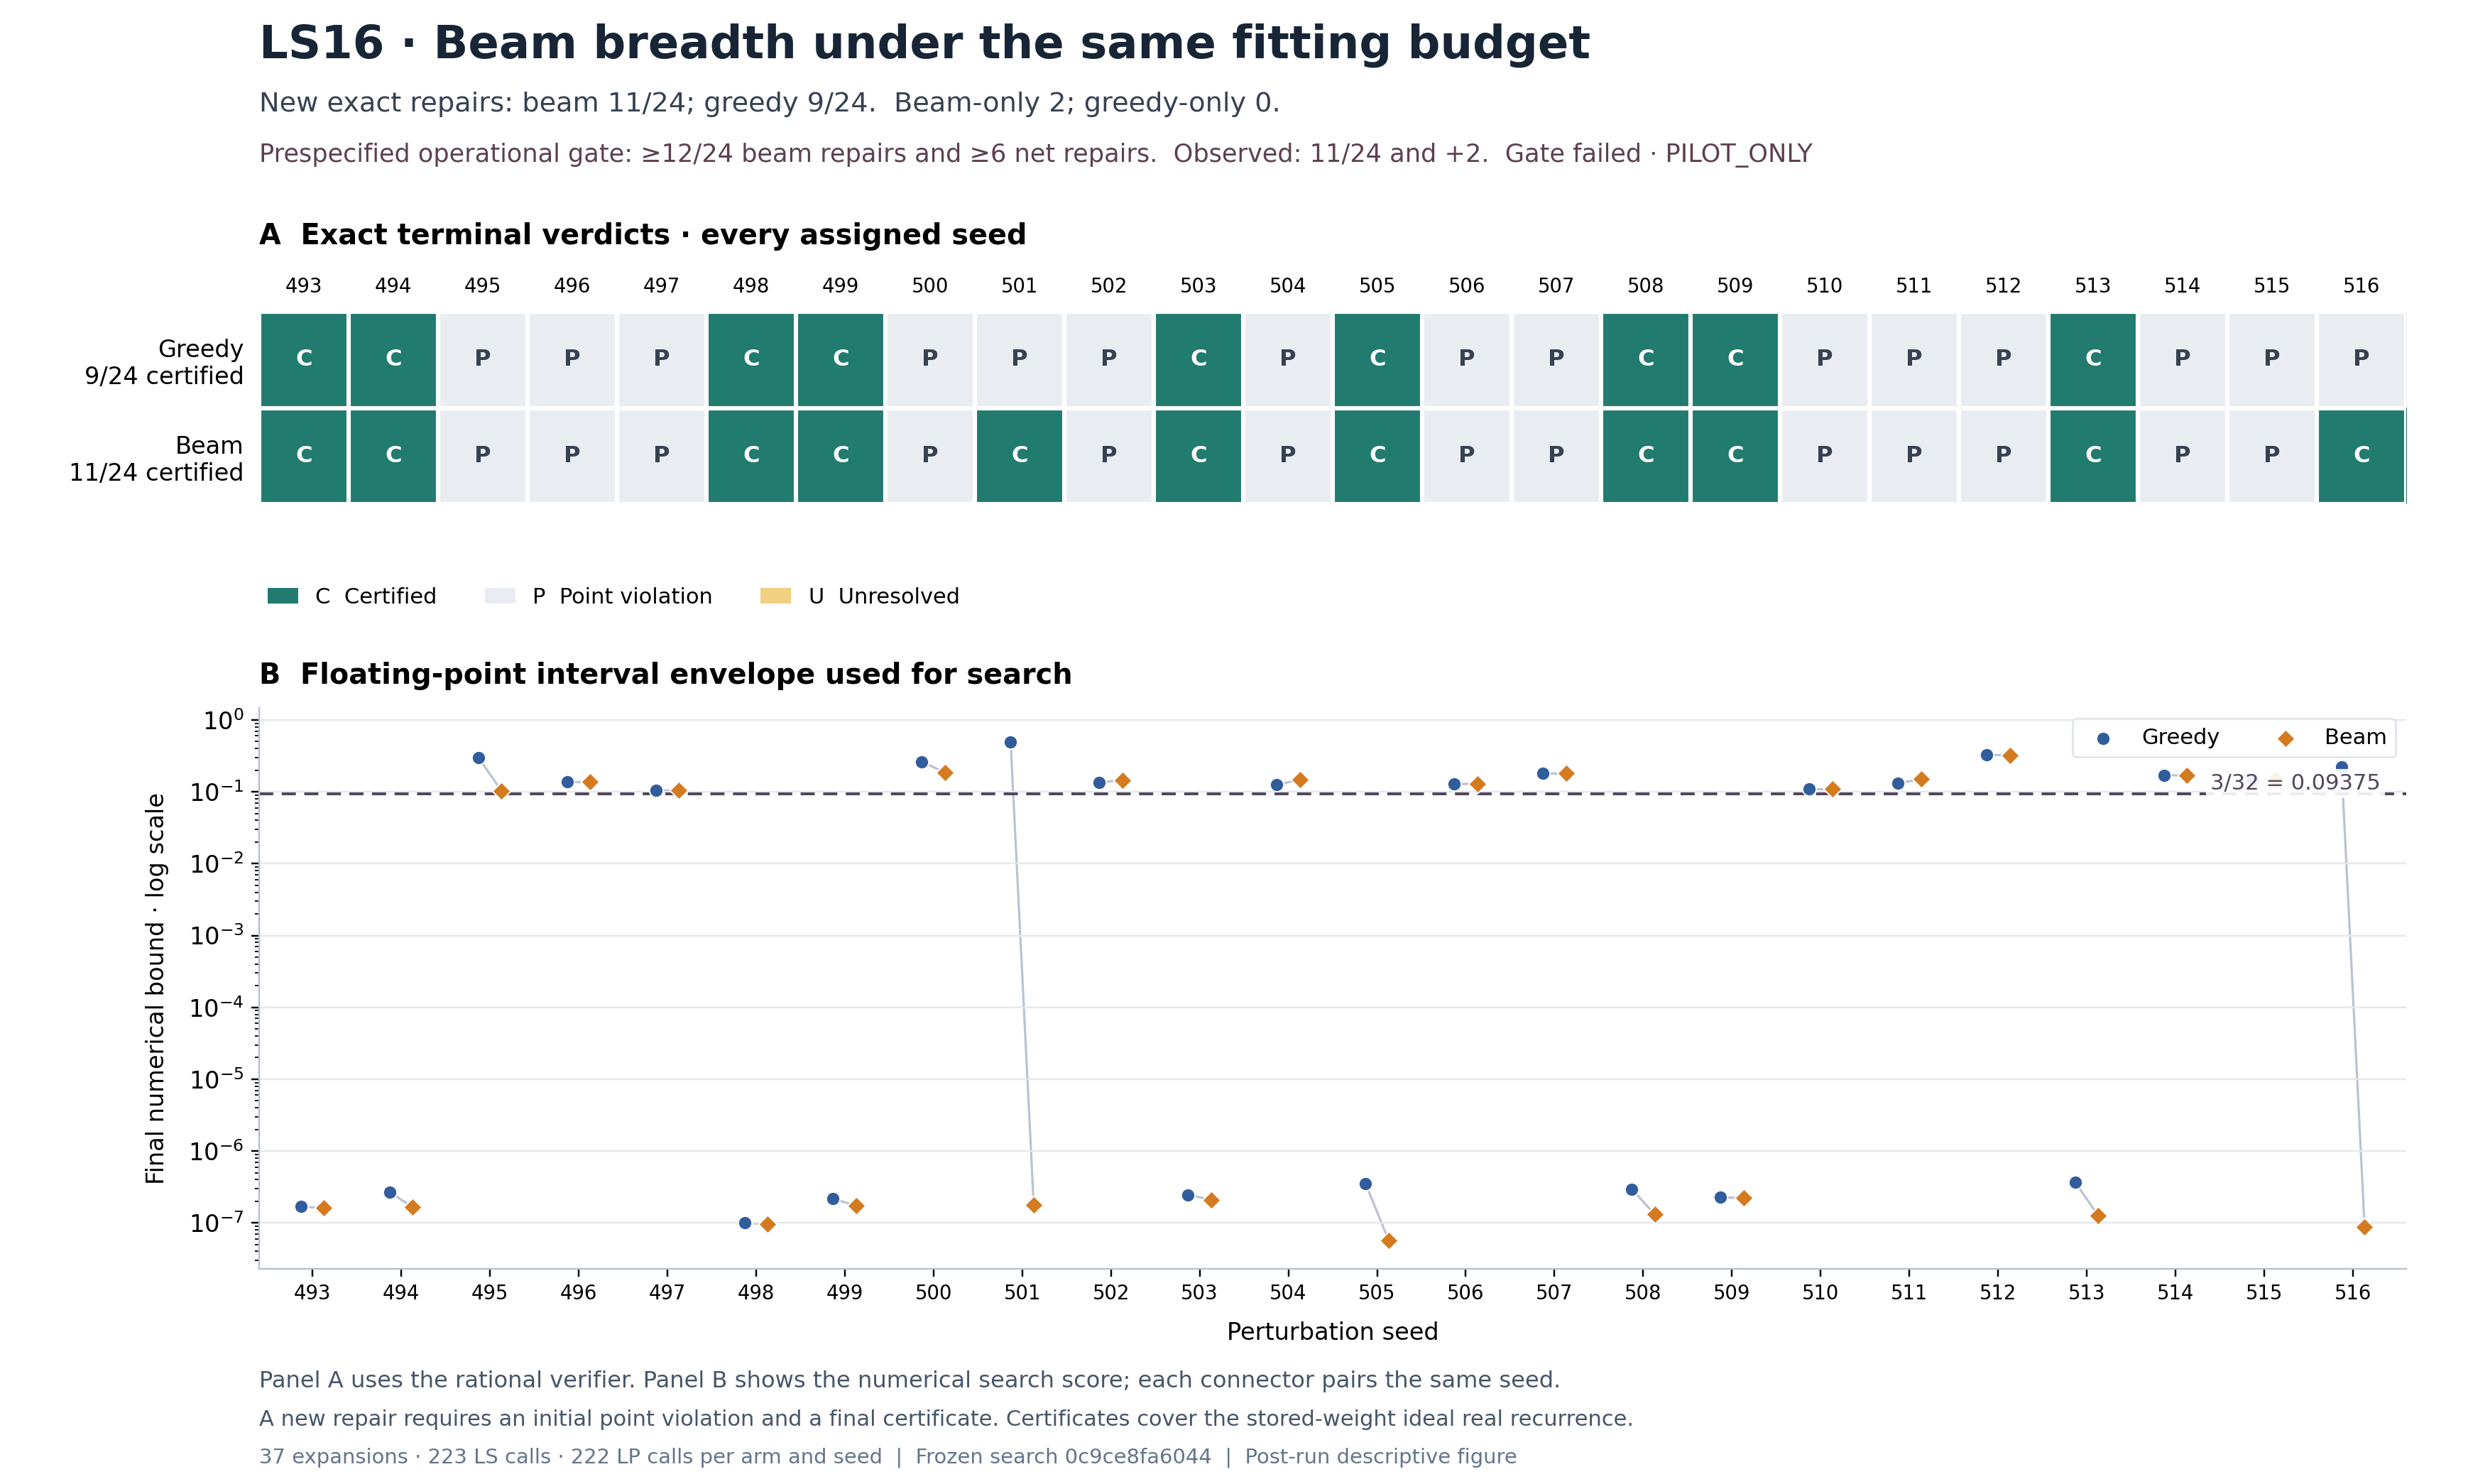 LS16 · Beam breadth under the same fitting budget
New exact repairs: beam 11/24; greedy 9/24.  Beam-only 2; greedy-only 0.
Prespecified operational gate: ≥12/24 beam repairs and ≥6 net repairs.  Observed: 11/24 and +2.  Gate failed · PILOT_ONLY
A  Exact terminal verdicts · every assigned seed
493 494 495 496 497 498 499 500 501 502 503 504 505 506 507 508 509 510 511 512 513 514 515 516
Greedy
9/24 certified
C C P P P C C P P P C P C P P C C P P P C P P P
Beam
11/24 certified
C C P P P C C P C P C P C P P C C P P P C P P C
C  Certified P  Point violation U  Unresolved
B  Floating-point interval envelope used for search
Final numerical bound · log scale
10⁰
10⁻¹
10⁻²
10⁻³
10⁻⁴
10⁻⁵
10⁻⁶
10⁻⁷
Greedy Beam
3/32 = 0.09375
493 494 495 496 497 498 499 500 501 502 503 504 505 506 507 508 509 510 511 512 513 514 515 516
Perturbation seed
Panel A uses the rational verifier. Panel B shows the numerical search score; each connector pairs the same seed.
A new repair requires an initial point violation and a final certificate. Certificates cover the stored-weight ideal real recurrence.
37 expansions · 223 LS calls · 222 LP calls per arm and seed  |  Frozen search 0c9ce8fa6044  |  Post-run descriptive figure